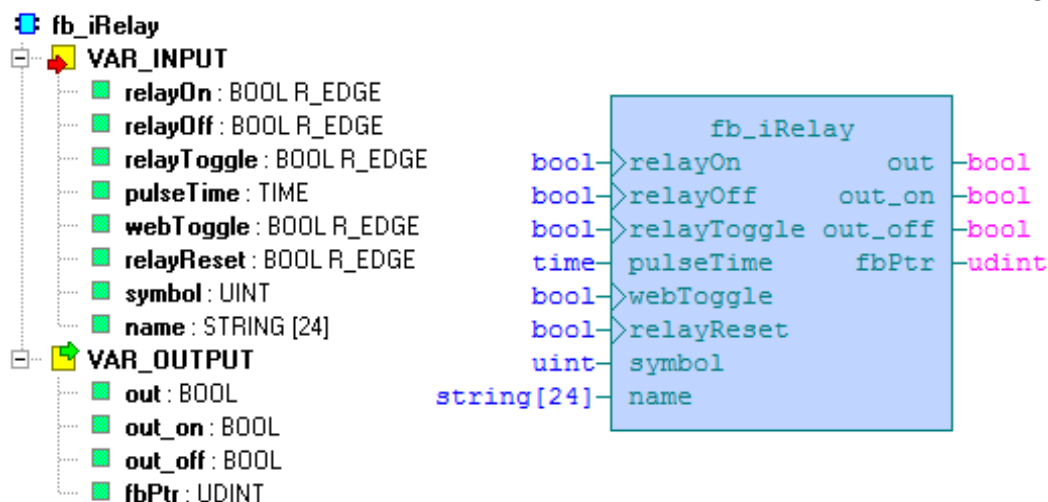 fb_iRelay
VAR_INPUT
relayOn : BOOL R_EDGE
relayOff : BOOL R_EDGE
relayToggle : BOOL R_EDGE
pulseTime : TIME
webToggle : BOOL R_EDGE
relayReset : BOOL R_EDGE
symbol : UINT
name : STRING [24]
VAR_OUTPUT
out : BOOL
out_on : BOOL
out_off : BOOL
fbPtr : UDINT
fb_iRelay
bool relayOn out bool
bool relayOff out_on bool
bool relayToggle out_off bool
time pulseTime fbPtr udint
bool webToggle
bool relayReset
uint symbol
string[24] name